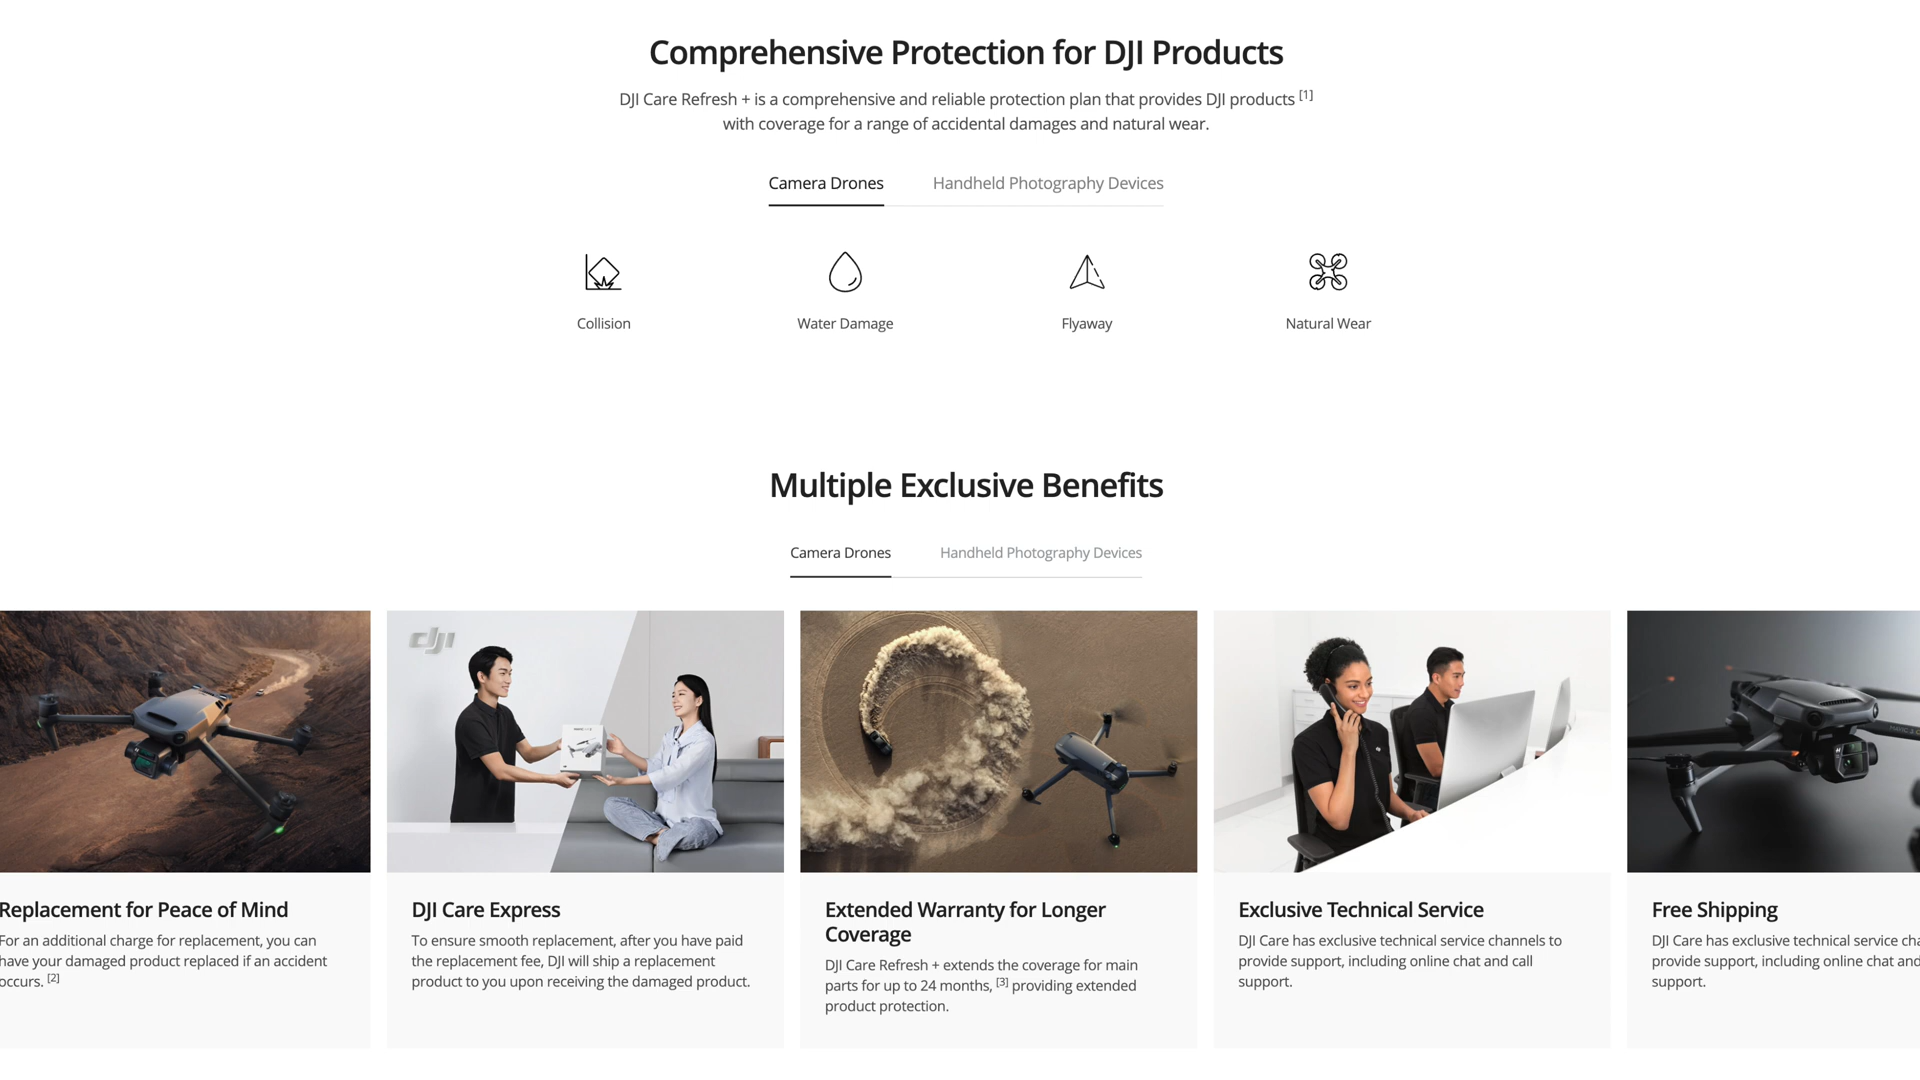 Comprehensive Protection for DJI Products
DJI Care Refresh + is a comprehensive and reliable protection plan that provides DJI products [1]
with coverage for a range of accidental damages and natural wear.
Camera Drones
Handheld Photography Devices
Collision
Water Damage
Flyaway
Natural Wear
Multiple Exclusive Benefits
Camera Drones
Handheld Photography Devices
dji
Replacement for Peace of Mind
For an additional charge for replacement, you can
have your damaged product replaced if an accident
occurs. [2]
DJI Care Express
To ensure smooth replacement, after you have paid
the replacement fee, DJI will ship a replacement
product to you upon receiving the damaged product.
Extended Warranty for Longer
Coverage
DJI Care Refresh + extends the coverage for main
parts for up to 24 months, [3] providing extended
product protection.
Exclusive Technical Service
DJI Care has exclusive technical service channels to
provide support, including online chat and call
support.
Free Shipping
DJI Care has exclusive technical service cha
provide support, including online chat and
support.